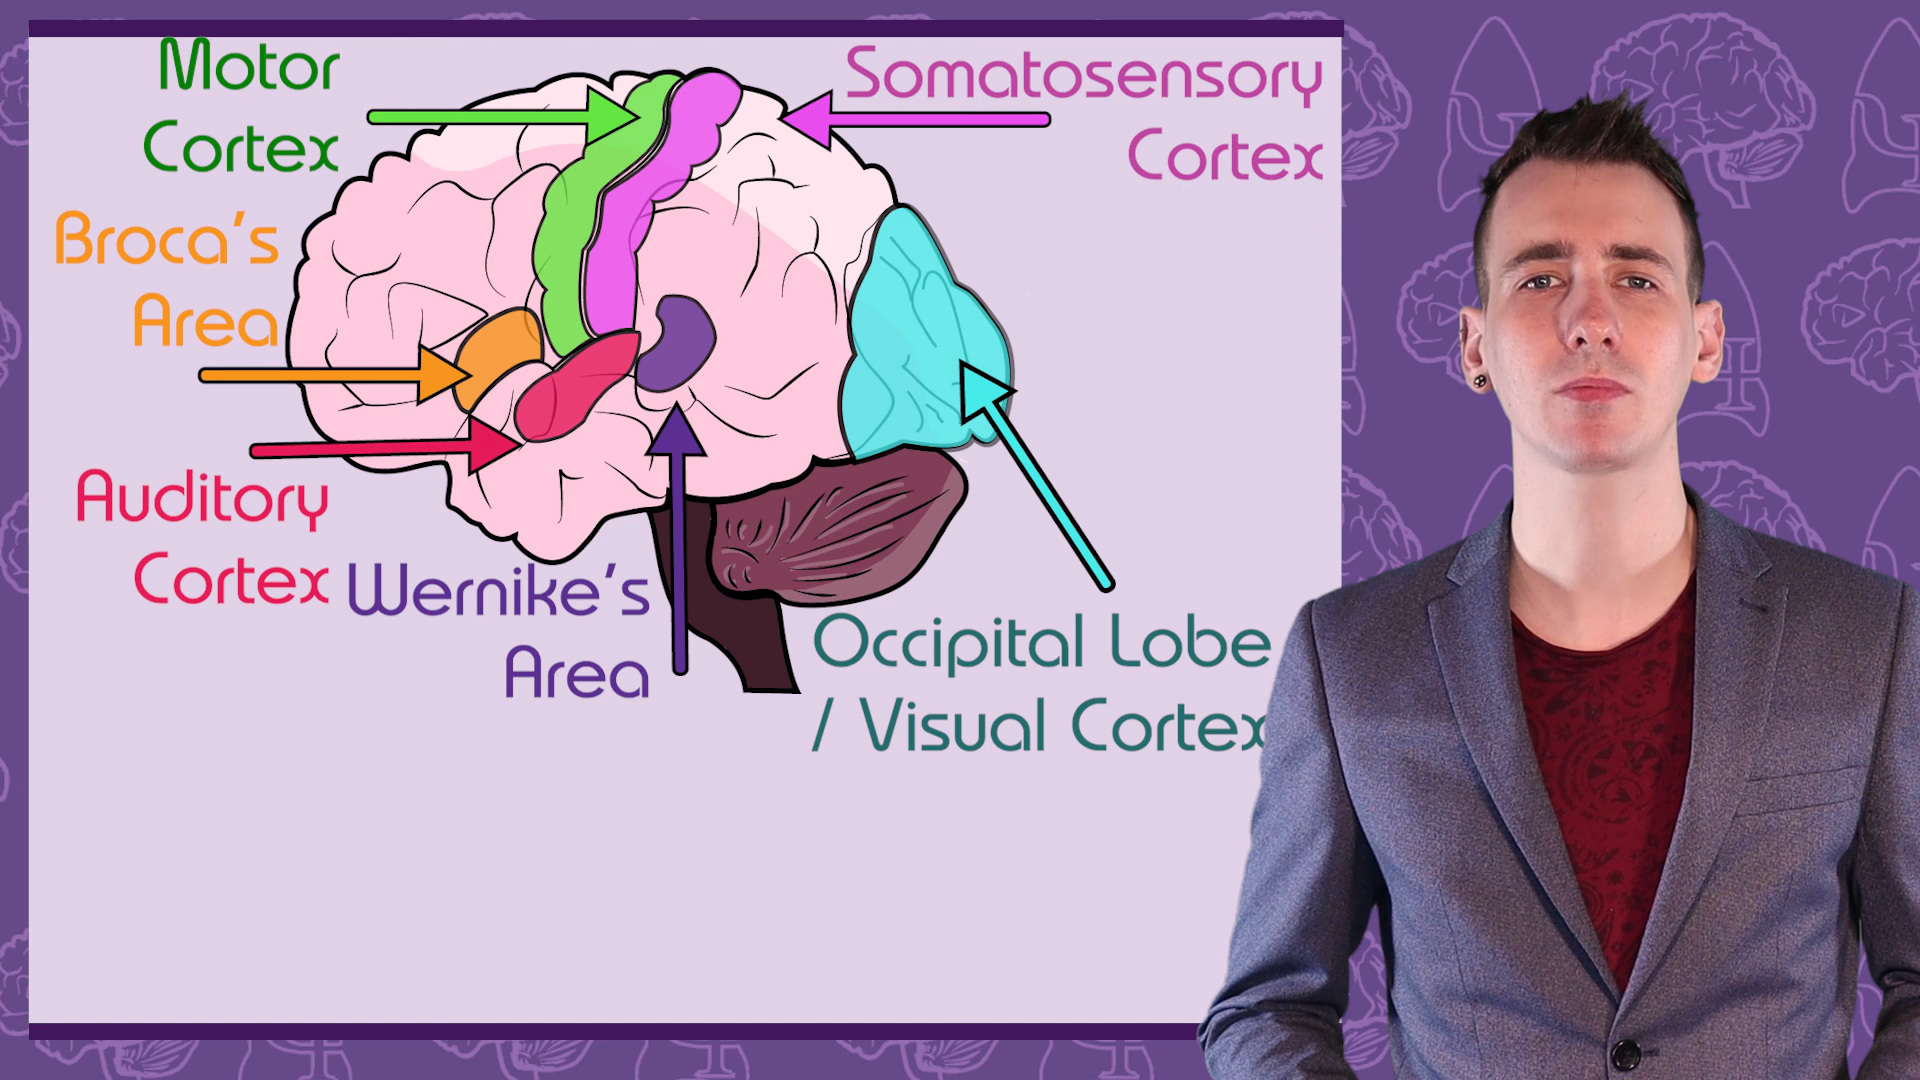 Motor
Cortex
Somatosensory
Cortex
Broca's
Area
Auditory
Cortex
Wernike's
Area
Occipital Lobe
/ Visual Cortex